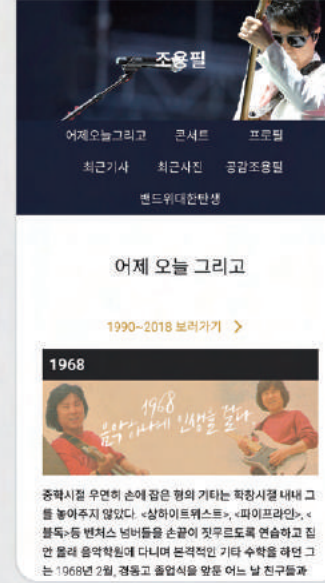 조용필
어제오늘그리고 콘서트 프로필
최근기사 최근사진 공감조용필
밴드위대한탄생
어제 오늘 그리고
1990~2018 보러가기 >
1968
1968
음악 하나에 인생을 걸다.
중학시절 우연히 손에 잡은 형의 기타는 학창시절 내내 그
를 놓아주지 않았다. <상하이트위스트>, <파이프라인>, <
블독>등 벤처스 넘버들을 손끝이 짓무르도록 연습하고 집
안 몰래 음악학원에 다니며 본격적인 기타 수학을 하던 그
는 1968년 2월, 경동고 졸업식을 앞둔 어느 날 친구들과